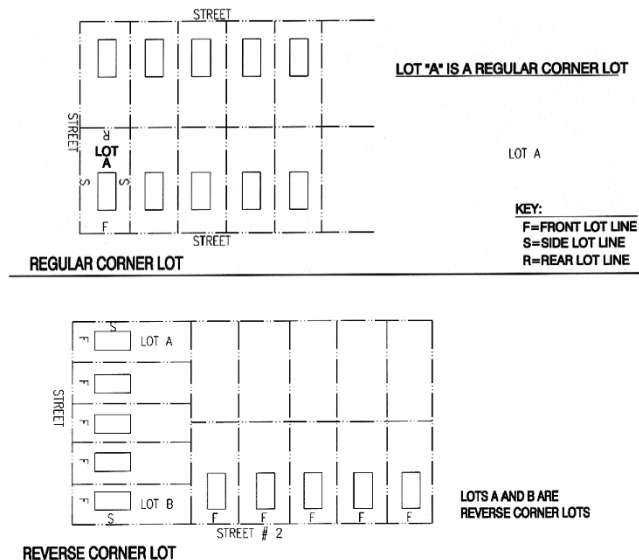 STREET
LOT "A" IS A REGULAR CORNER LOT
STREET
R
LOT
A
LOT A
S S
F
STREET
KEY:
F=FRONT LOT LINE
S=SIDE LOT LINE
R=REAR LOT LINE
REGULAR CORNER LOT
S
F LOT A
F
STREET
F
F
F LOT B
S
F F F F F
STREET # 2
LOTS A AND B ARE
REVERSE CORNER LOTS
REVERSE CORNER LOT